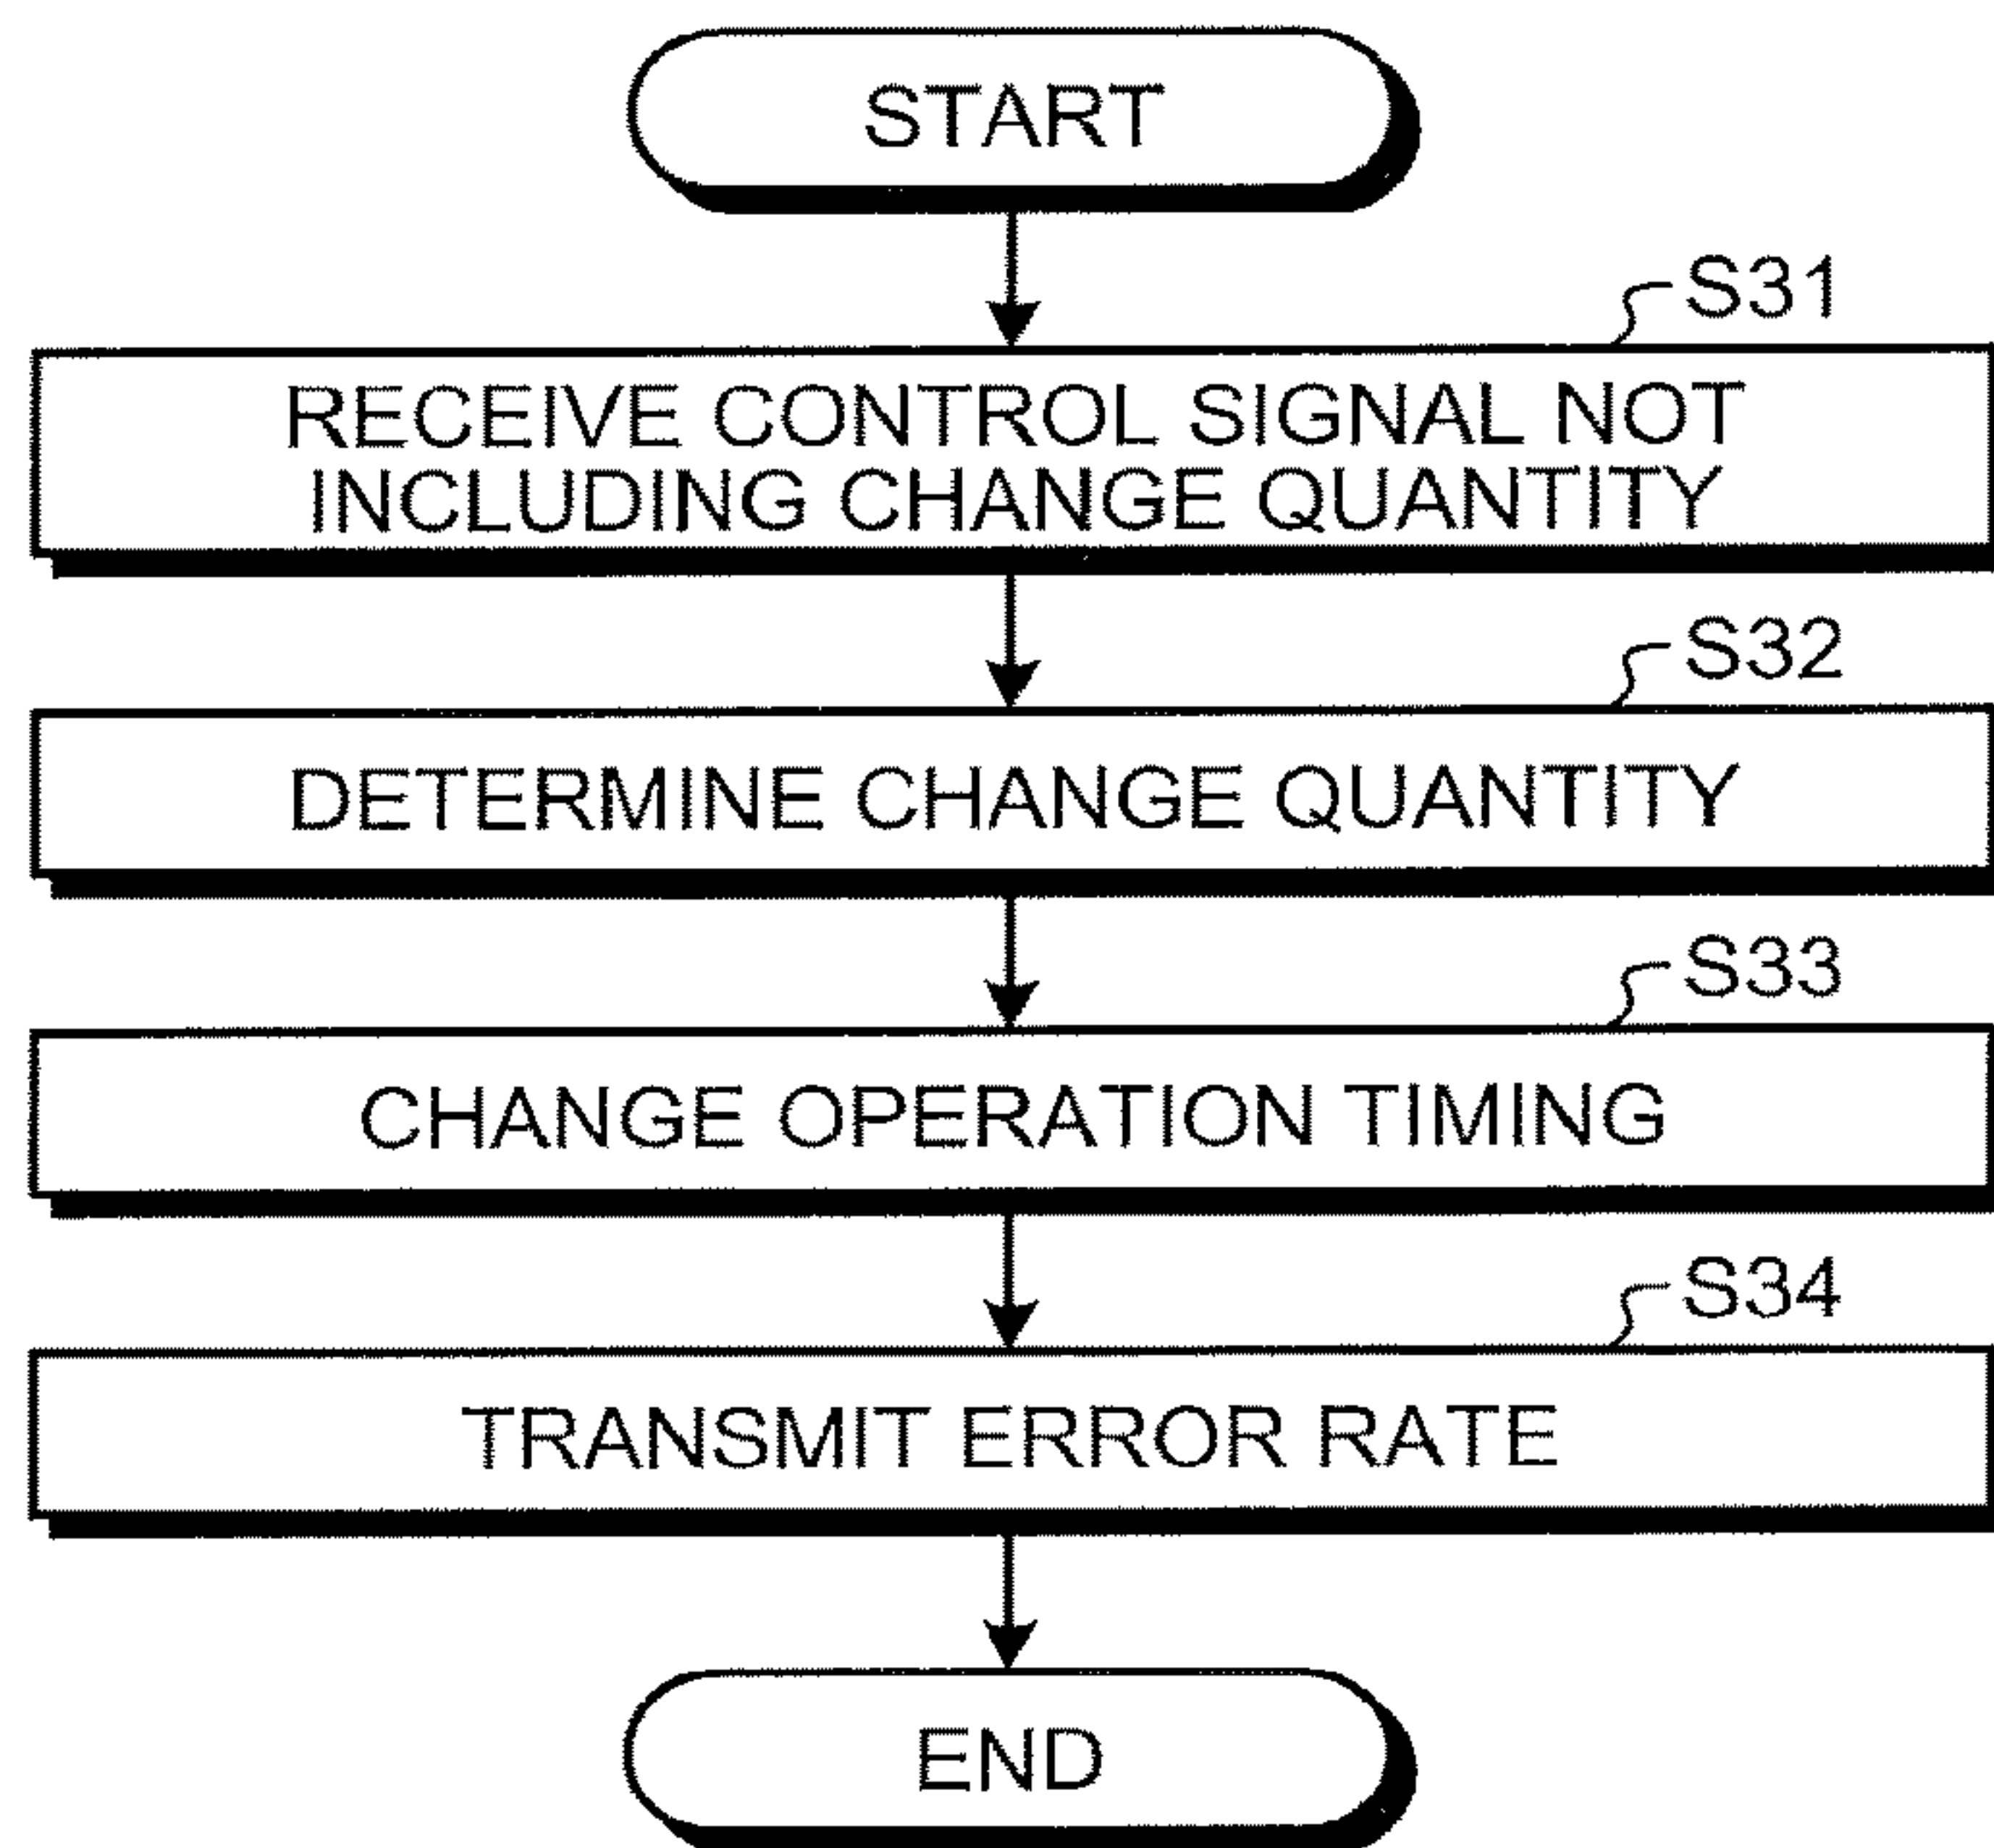 START
S31
RECEIVE CONTROL SIGNAL NOT
INCLUDING CHANGE QUANTITY
S32
DETERMINE CHANGE QUANTITY
S33
CHANGE OPERATION TIMING
S34
TRANSMIT ERROR RATE
END